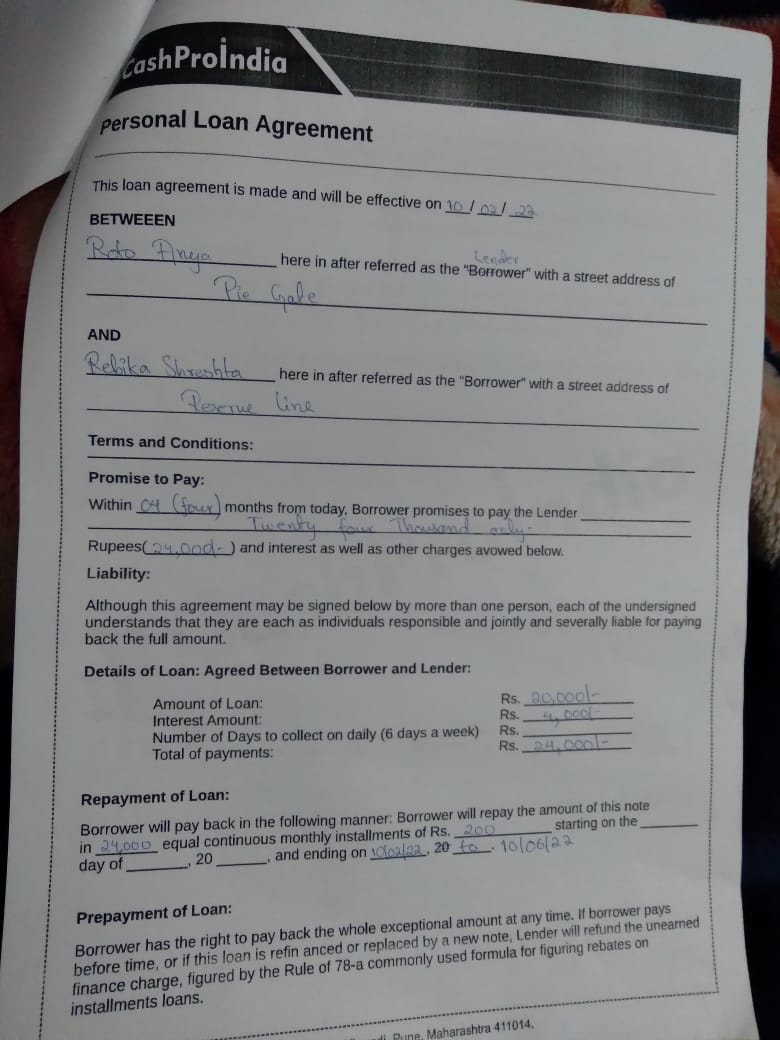 CashProIndia
Personal Loan Agreement
This loan agreement is made and will be effective on 10 / 02 / 22
BETWEEEN
Roto Anya here in after referred as the "Borrower" with a street address of
Lender
Pie Gale
AND
Rebika Shreshta here in after referred as the "Borrower" with a street address of
Reserve line
Terms and Conditions:
Promise to Pay:
Within 04 (four) months from today, Borrower promises to pay the Lender
Twenty four Thousand only-
Rupees( 24,000/- ) and interest as well as other charges avowed below.
Liability:
Although this agreement may be signed below by more than one person, each of the undersigned
understands that they are each as individuals responsible and jointly and severally liable for paying
back the full amount.
Details of Loan: Agreed Between Borrower and Lender:
Amount of Loan: Rs. 20,000/-
Interest Amount: Rs. 4,000/-
Number of Days to collect on daily (6 days a week) Rs.
Total of payments: Rs. 24,000/-
Repayment of Loan:
Borrower will pay back in the following manner: Borrower will repay the amount of this note
in 24,000 equal continuous monthly installments of Rs. 200 starting on the
day of , 20 , and ending on 10/02/22, 20 to . 10/06/22
Prepayment of Loan:
Borrower has the right to pay back the whole exceptional amount at any time. If borrower pays
before time, or if this loan is refin anced or replaced by a new note, Lender will refund the unearned
finance charge, figured by the Rule of 78-a commonly used formula for figuring rebates on
installments loans.
Pune, Maharashtra 411014.